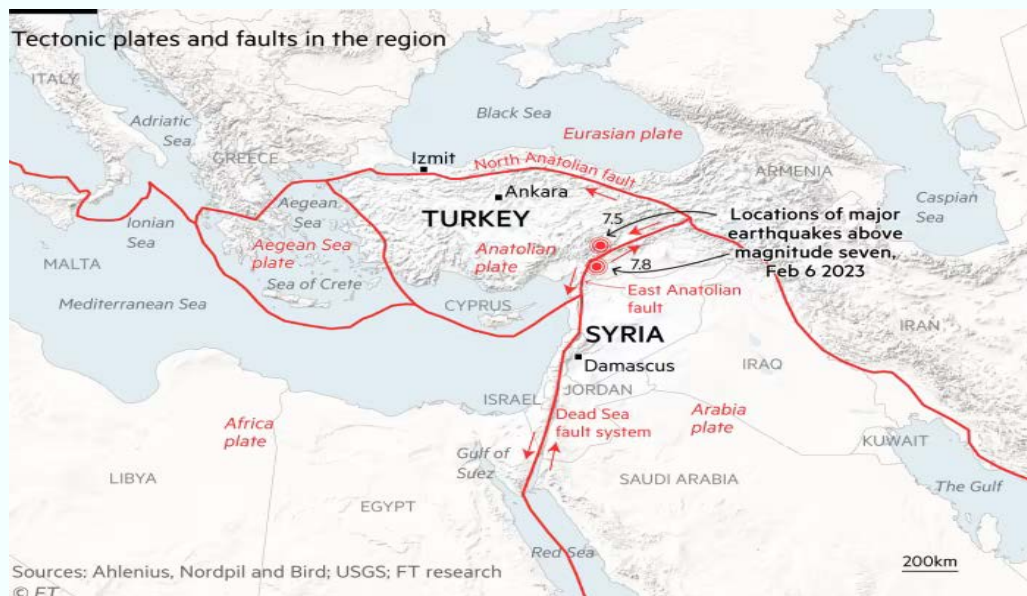 Tectonic plates and faults in the region
ITALY
Black Sea
Adriatic
Sea
Eurasian plate
GREECE
Izmit
North Anatolian fault
ARMENIA
Caspian
Sea
Ankara
Aegean
Sea
TURKEY
Ionian
Sea
Aegean Sea
plate
Anatolian
plate
7.5
Locations of major
earthquakes above
magnitude seven,
Feb 6 2023
7.8
MALTA
Sea of Crete
Mediterranean Sea
CYPRUS
East Anatolian
fault
SYRIA
IRAN
Damascus
IRAQ
ISRAEL
JORDAN
Africa
plate
Dead Sea
fault system
Arabia
plate
KUWAIT
Gulf of
Suez
LIBYA
EGYPT
SAUDI ARABIA
The Gulf
Red Sea
200km
Sources: Ahlenius, Nordpil and Bird; USGS; FT research
© FT